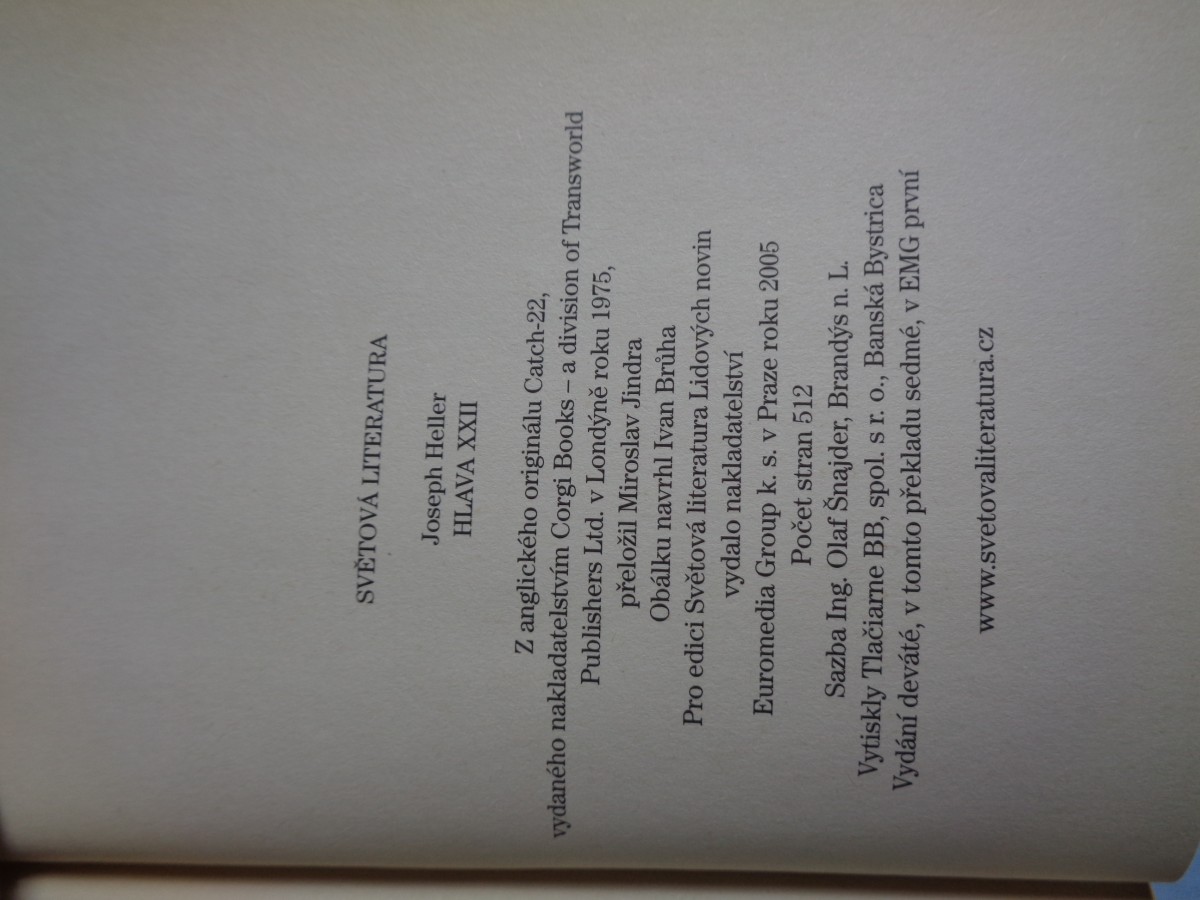 SVĚTOVÁ LITERATURA
Joseph Heller
HLAVA XXII
Z anglického originálu Catch-22,
vydaného nakladatelstvím Corgi Books – a division of Transworld
Publishers Ltd. v Londýně roku 1975,
přeložil Miroslav Jindra
Obálku navrhl Ivan Brůha
Pro edici Světová literatura Lidových novin
vydalo nakladatelství
Euromedia Group k. s. v Praze roku 2005
Počet stran 512
Sazba Ing. Olaf Šnajder, Brandýs n. L.
Vytiskly Tlačiarne BB, spol. s r. o., Banská Bystrica
Vydání deváté, v tomto překladu sedmé, v EMG první
www.svetovaliteratura.cz